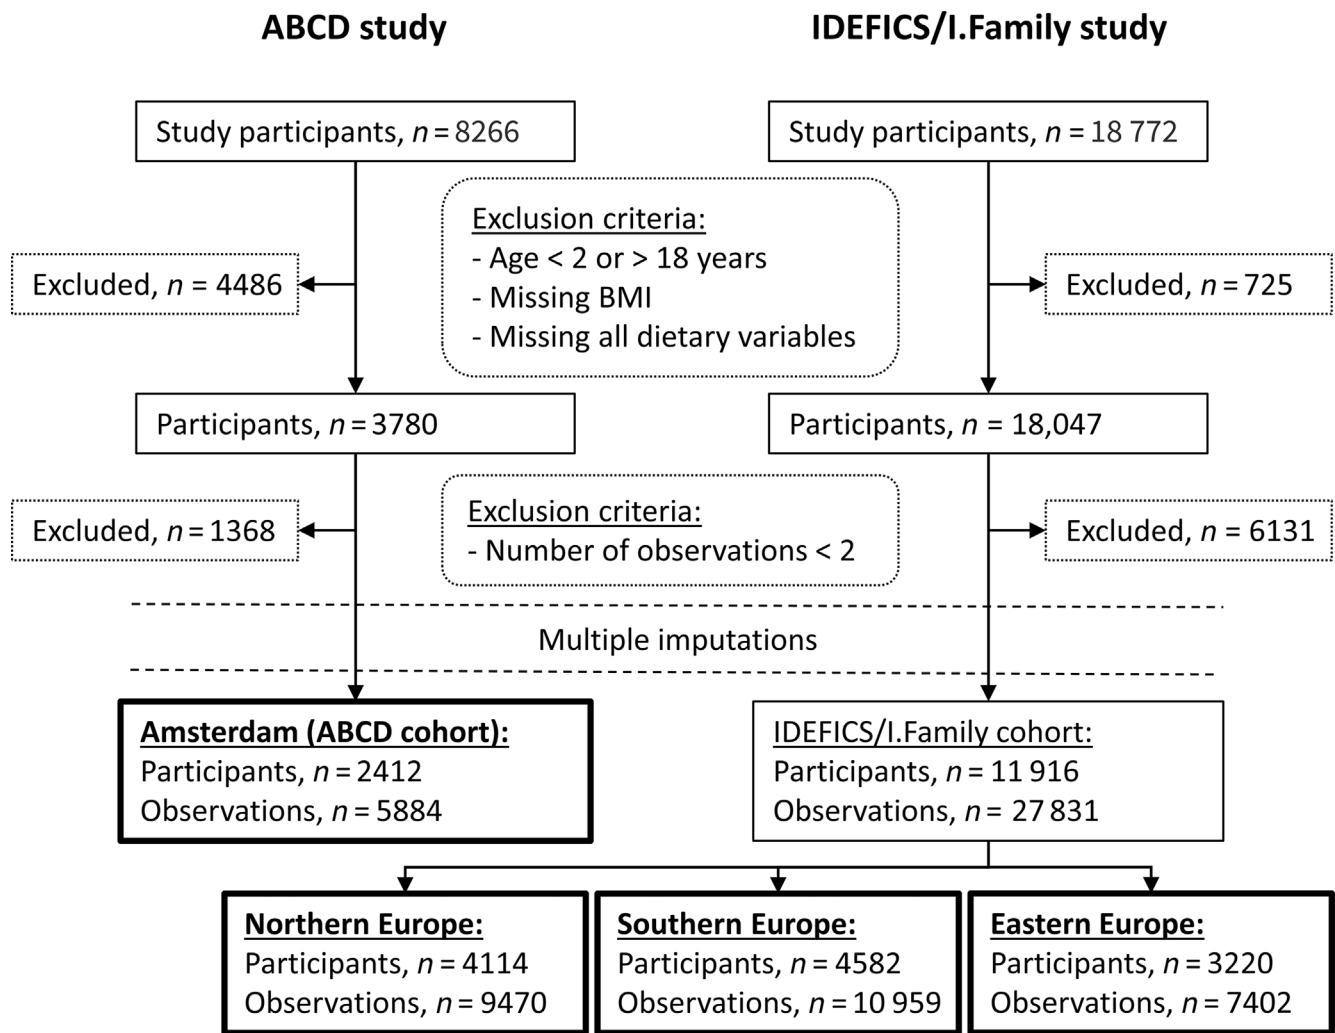 ABCD study
IDEFICS/I.Family study
Study participants, n = 8266
Study participants, n = 18 772
Exclusion criteria:
- Age < 2 or > 18 years
- Missing BMI
- Missing all dietary variables
Excluded, n = 4486
Excluded, n = 725
Participants, n = 3780
Participants, n = 18,047
Exclusion criteria:
- Number of observations < 2
Excluded, n = 1368
Excluded, n = 6131
Multiple imputations
Amsterdam (ABCD cohort):
Participants, n = 2412
Observations, n = 5884
IDEFICS/I.Family cohort:
Participants, n = 11 916
Observations, n = 27 831
Northern Europe:
Participants, n = 4114
Observations, n = 9470
Southern Europe:
Participants, n = 4582
Observations, n = 10 959
Eastern Europe:
Participants, n = 3220
Observations, n = 7402